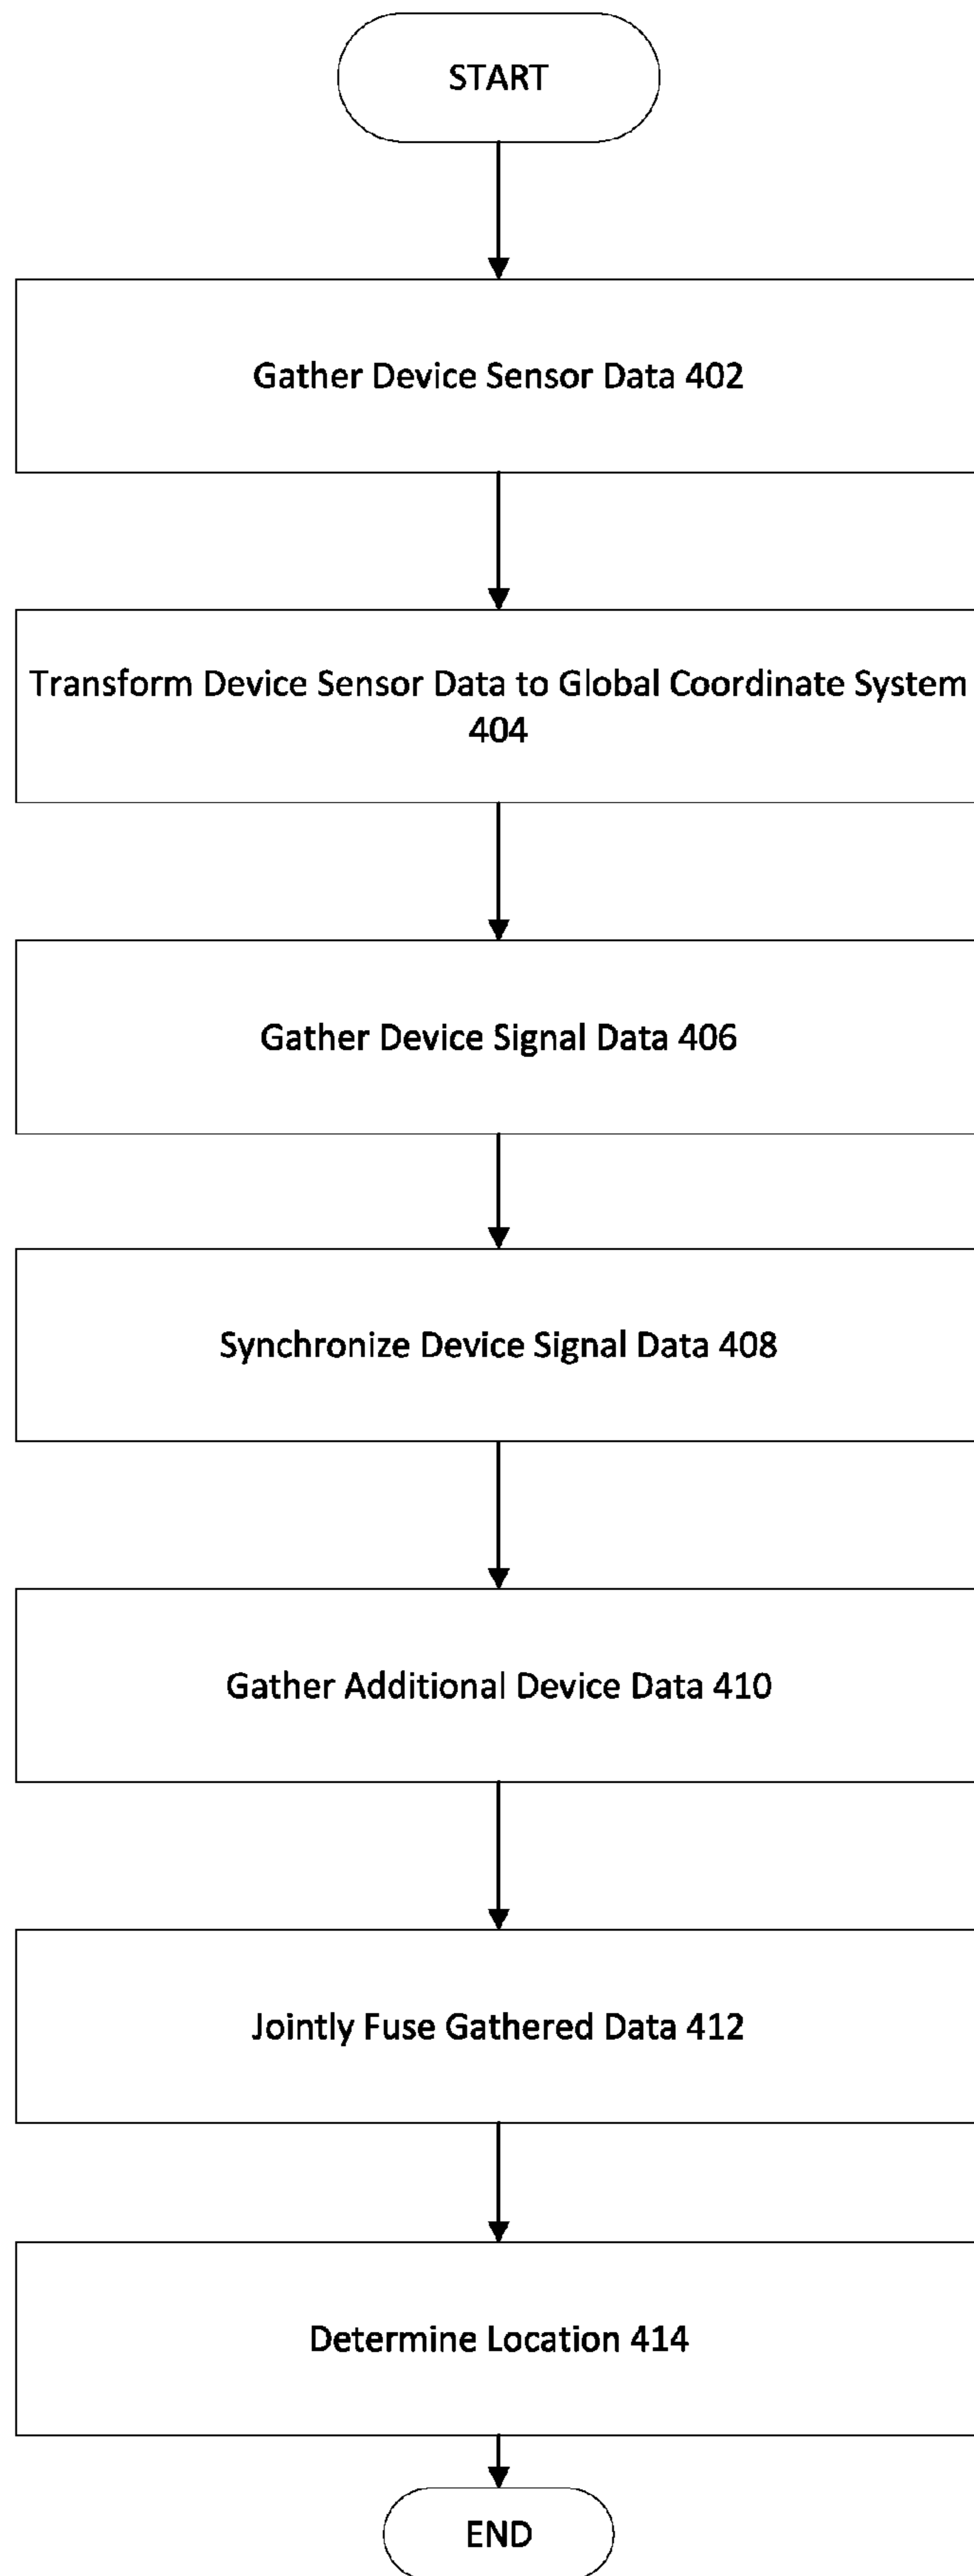 START
Gather Device Sensor Data 402
Transform Device Sensor Data to Global Coordinate System
404
Gather Device Signal Data 406
Synchronize Device Signal Data 408
Gather Additional Device Data 410
Jointly Fuse Gathered Data 412
Determine Location 414
END